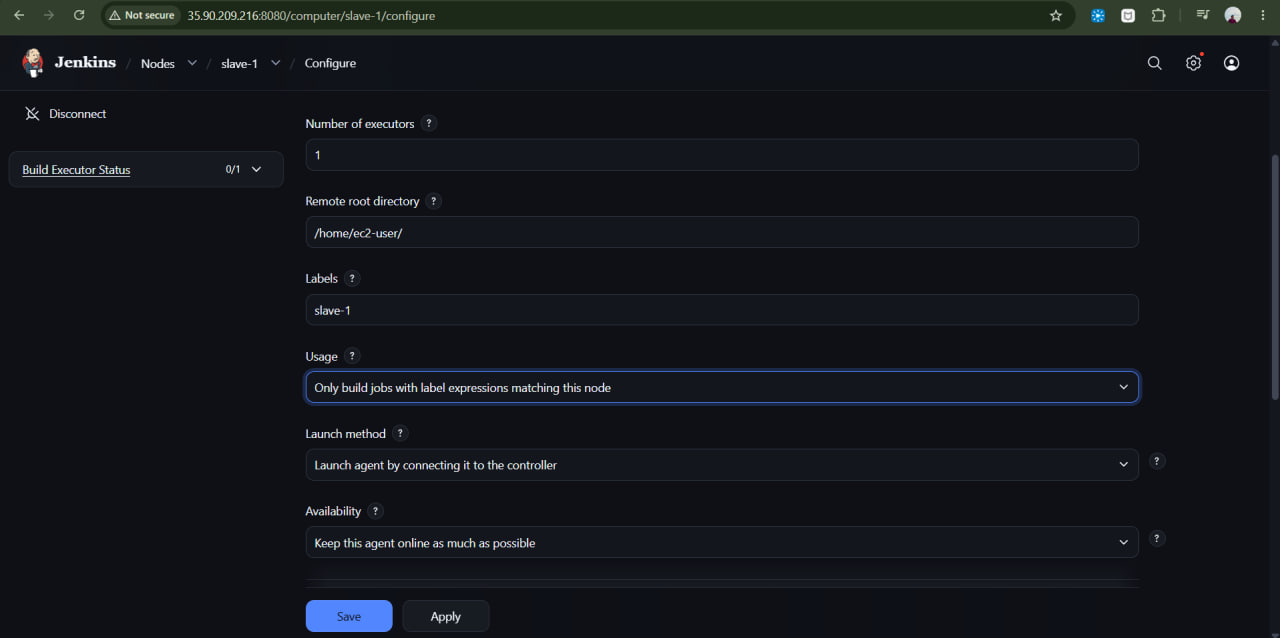 Not secure 35.90.209.216:8080/computer/slave-1/configure
Jenkins / Nodes / slave-1 / Configure
Disconnect
Build Executor Status 0/1
Number of executors ?
1
Remote root directory ?
/home/ec2-user/
Labels ?
slave-1
Usage ?
Only build jobs with label expressions matching this node
Launch method ?
Launch agent by connecting it to the controller ?
Availability ?
Keep this agent online as much as possible ?
Save Apply